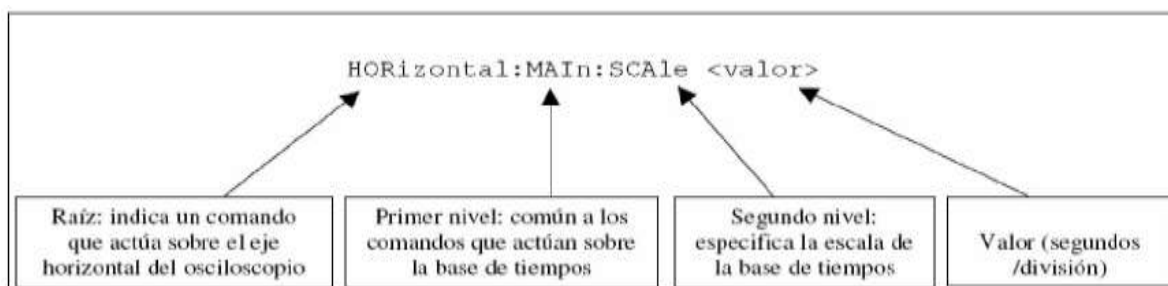 HORizontal:MAIn:SCAle <valor>
Raíz: indica un comando
que actúa sobre el eje
horizontal del osciloscopio
Primer nivel: común a los
comandos que actúan sobre
la base de tiempos
Segundo nivel:
especifica la escala de
la base de tiempos
Valor (segundos
/división)